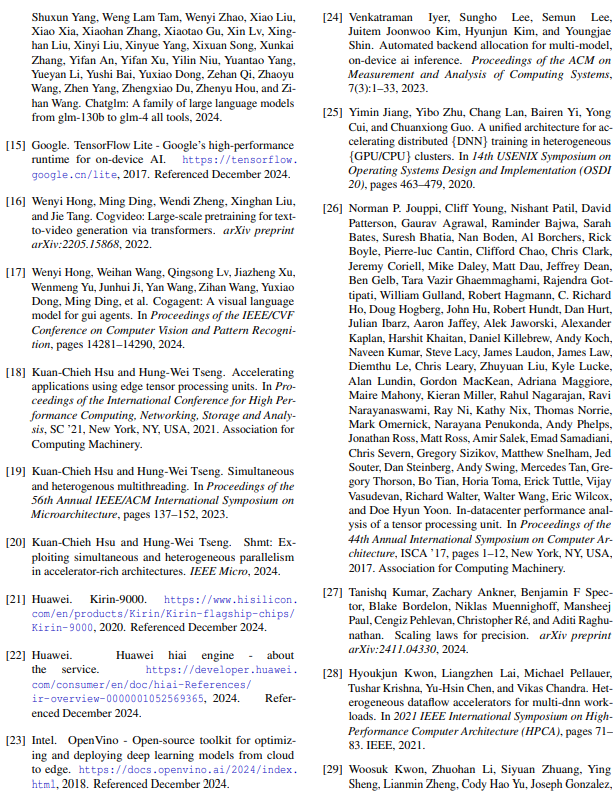 Shuxun Yang, Weng Lam Tam, Wenyi Zhao, Xiao Liu,
Xiao Xia, Xiaohan Zhang, Xiaotao Gu, Xin Lv, Xing-
han Liu, Xinyi Liu, Xinyue Yang, Xixuan Song, Xunkai
Zhang, Yifan An, Yifan Xu, Yilin Niu, Yuantao Yang,
Yueyan Li, Yushi Bai, Yuxiao Dong, Zehan Qi, Zhaoyu
Wang, Zhen Yang, Zhengxiao Du, Zhenyu Hou, and Zi-
han Wang. Chatglm: A family of large language models
from glm-130b to glm-4 all tools, 2024.
[15] Google. TensorFlow Lite - Google's high-performance
runtime for on-device AI. https://tensorflow.
google.cn/lite, 2017. Referenced December 2024.
[16] Wenyi Hong, Ming Ding, Wendi Zheng, Xinghan Liu,
and Jie Tang. Cogvideo: Large-scale pretraining for text-
to-video generation via transformers. arXiv preprint
arXiv:2205.15868, 2022.
[17] Wenyi Hong, Weihan Wang, Qingsong Lv, Jiazheng Xu,
Wenmeng Yu, Junhui Ji, Yan Wang, Zihan Wang, Yuxiao
Dong, Ming Ding, et al. Cogagent: A visual language
model for gui agents. In Proceedings of the IEEE/CVF
Conference on Computer Vision and Pattern Recogni-
tion, pages 14281–14290, 2024.
[18] Kuan-Chieh Hsu and Hung-Wei Tseng. Accelerating
applications using edge tensor processing units. In Pro-
ceedings of the International Conference for High Per-
formance Computing, Networking, Storage and Analy-
sis, SC '21, New York, NY, USA, 2021. Association for
Computing Machinery.
[19] Kuan-Chieh Hsu and Hung-Wei Tseng. Simultaneous
and heterogenous multithreading. In Proceedings of the
56th Annual IEEE/ACM International Symposium on
Microarchitecture, pages 137–152, 2023.
[20] Kuan-Chieh Hsu and Hung-Wei Tseng. Shmt: Ex-
ploiting simultaneous and heterogeneous parallelism
in accelerator-rich architectures. IEEE Micro, 2024.
[21] Huawei. Kirin-9000. https://www.hisilicon.
com/en/products/Kirin/Kirin-flagship-chips/
Kirin-9000, 2020. Referenced December 2024.
[22] Huawei. Huawei hiai engine - about
the service. https://developer.huawei.
com/consumer/en/doc/hiai-References/
ir-overview-0000001052569365, 2024. Refer-
enced December 2024.
[23] Intel. OpenVino - Open-source toolkit for optimiz-
ing and deploying deep learning models from cloud
to edge. https://docs.openvino.ai/2024/index.
html, 2018. Referenced December 2024.
[24] Venkatraman Iyer, Sungho Lee, Semun Lee,
Juitem Joonwoo Kim, Hyunjun Kim, and Youngjae
Shin. Automated backend allocation for multi-model,
on-device ai inference. Proceedings of the ACM on
Measurement and Analysis of Computing Systems,
7(3):1–33, 2023.
[25] Yimin Jiang, Yibo Zhu, Chang Lan, Bairen Yi, Yong
Cui, and Chuanxiong Guo. A unified architecture for ac-
celerating distributed {DNN} training in heterogeneous
{GPU/CPU} clusters. In 14th USENIX Symposium on
Operating Systems Design and Implementation (OSDI
20), pages 463–479, 2020.
[26] Norman P. Jouppi, Cliff Young, Nishant Patil, David
Patterson, Gaurav Agrawal, Raminder Bajwa, Sarah
Bates, Suresh Bhatia, Nan Boden, Al Borchers, Rick
Boyle, Pierre-luc Cantin, Clifford Chao, Chris Clark,
Jeremy Coriell, Mike Daley, Matt Dau, Jeffrey Dean,
Ben Gelb, Tara Vazir Ghaemmaghami, Rajendra Got-
tipati, William Gulland, Robert Hagmann, C. Richard
Ho, Doug Hogberg, John Hu, Robert Hundt, Dan Hurt,
Julian Ibarz, Aaron Jaffey, Alek Jaworski, Alexander
Kaplan, Harshit Khaitan, Daniel Killebrew, Andy Koch,
Naveen Kumar, Steve Lacy, James Laudon, James Law,
Diemthu Le, Chris Leary, Zhuyuan Liu, Kyle Lucke,
Alan Lundin, Gordon MacKean, Adriana Maggiore,
Maire Mahony, Kieran Miller, Rahul Nagarajan, Ravi
Narayanaswami, Ray Ni, Kathy Nix, Thomas Norrie,
Mark Omernick, Narayana Penukonda, Andy Phelps,
Jonathan Ross, Matt Ross, Amir Salek, Emad Samadiani,
Chris Severn, Gregory Sizikov, Matthew Snelham, Jed
Souter, Dan Steinberg, Andy Swing, Mercedes Tan, Gre-
gory Thorson, Bo Tian, Horia Toma, Erick Tuttle, Vijay
Vasudevan, Richard Walter, Walter Wang, Eric Wilcox,
and Doe Hyun Yoon. In-datacenter performance anal-
ysis of a tensor processing unit. In Proceedings of the
44th Annual International Symposium on Computer Ar-
chitecture, ISCA '17, pages 1–12, New York, NY, USA,
2017. Association for Computing Machinery.
[27] Tanishq Kumar, Zachary Ankner, Benjamin F Spec-
tor, Blake Bordelon, Niklas Muennighoff, Mansheej
Paul, Cengiz Pehlevan, Christopher Ré, and Aditi Raghu-
nathan. Scaling laws for precision. arXiv preprint
arXiv:2411.04330, 2024.
[28] Hyoukjun Kwon, Liangzhen Lai, Michael Pellauer,
Tushar Krishna, Yu-Hsin Chen, and Vikas Chandra. Het-
erogeneous dataflow accelerators for multi-dnn work-
loads. In 2021 IEEE International Symposium on High-
Performance Computer Architecture (HPCA), pages 71–
83. IEEE, 2021.
[29] Woosuk Kwon, Zhuohan Li, Siyuan Zhuang, Ying
Sheng, Lianmin Zheng, Cody Hao Yu, Joseph Gonzalez,